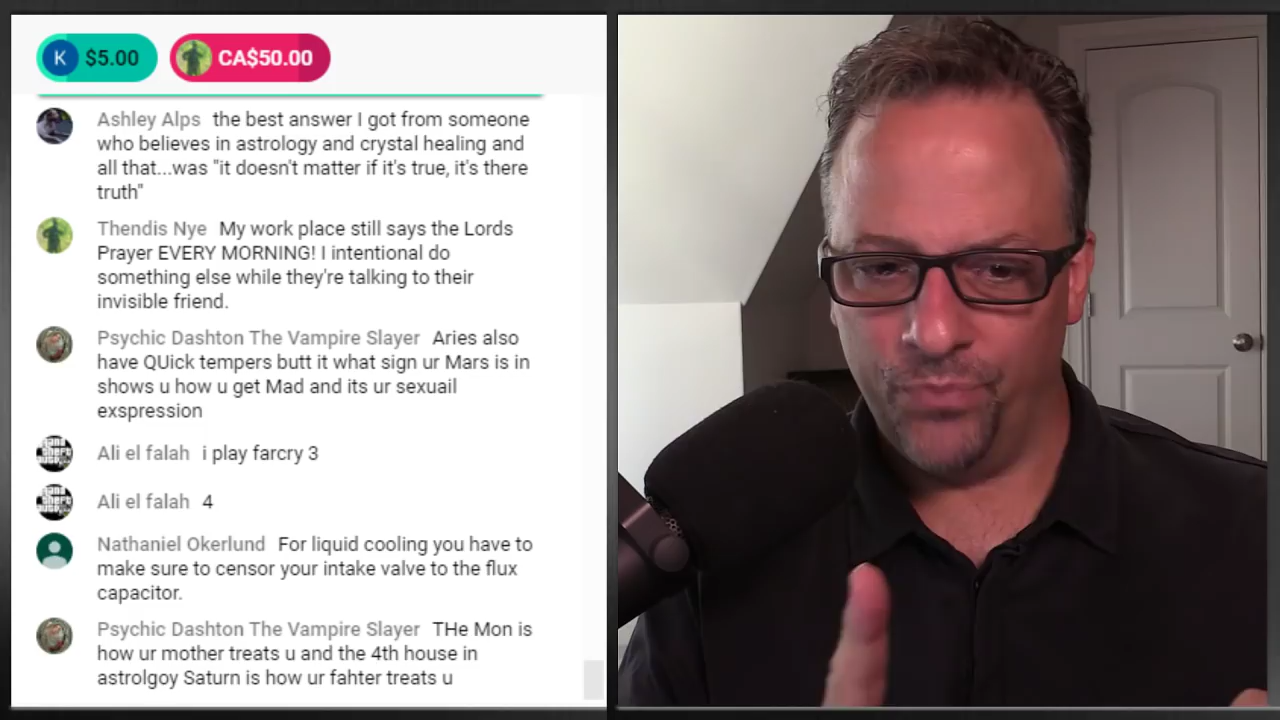 K $5.00 CA$50.00
Ashley Alps the best answer I got from someone
who believes in astrology and crystal healing and
all that...was "it doesn't matter if it's true, it's there
truth"
Thendis Nye My work place still says the Lords
Prayer EVERY MORNING! I intentional do
something else while they're talking to their
invisible friend.
Psychic Dashton The Vampire Slayer Aries also
have QUick tempers butt it what sign ur Mars is in
shows u how u get Mad and its ur sexuail
exspression
Ali el falah i play farcry 3
Ali el falah 4
Nathaniel Okerlund For liquid cooling you have to
make sure to censor your intake valve to the flux
capacitor.
Psychic Dashton The Vampire Slayer THe Mon is
how ur mother treats u and the 4th house in
astrolgoy Saturn is how ur fahter treats u